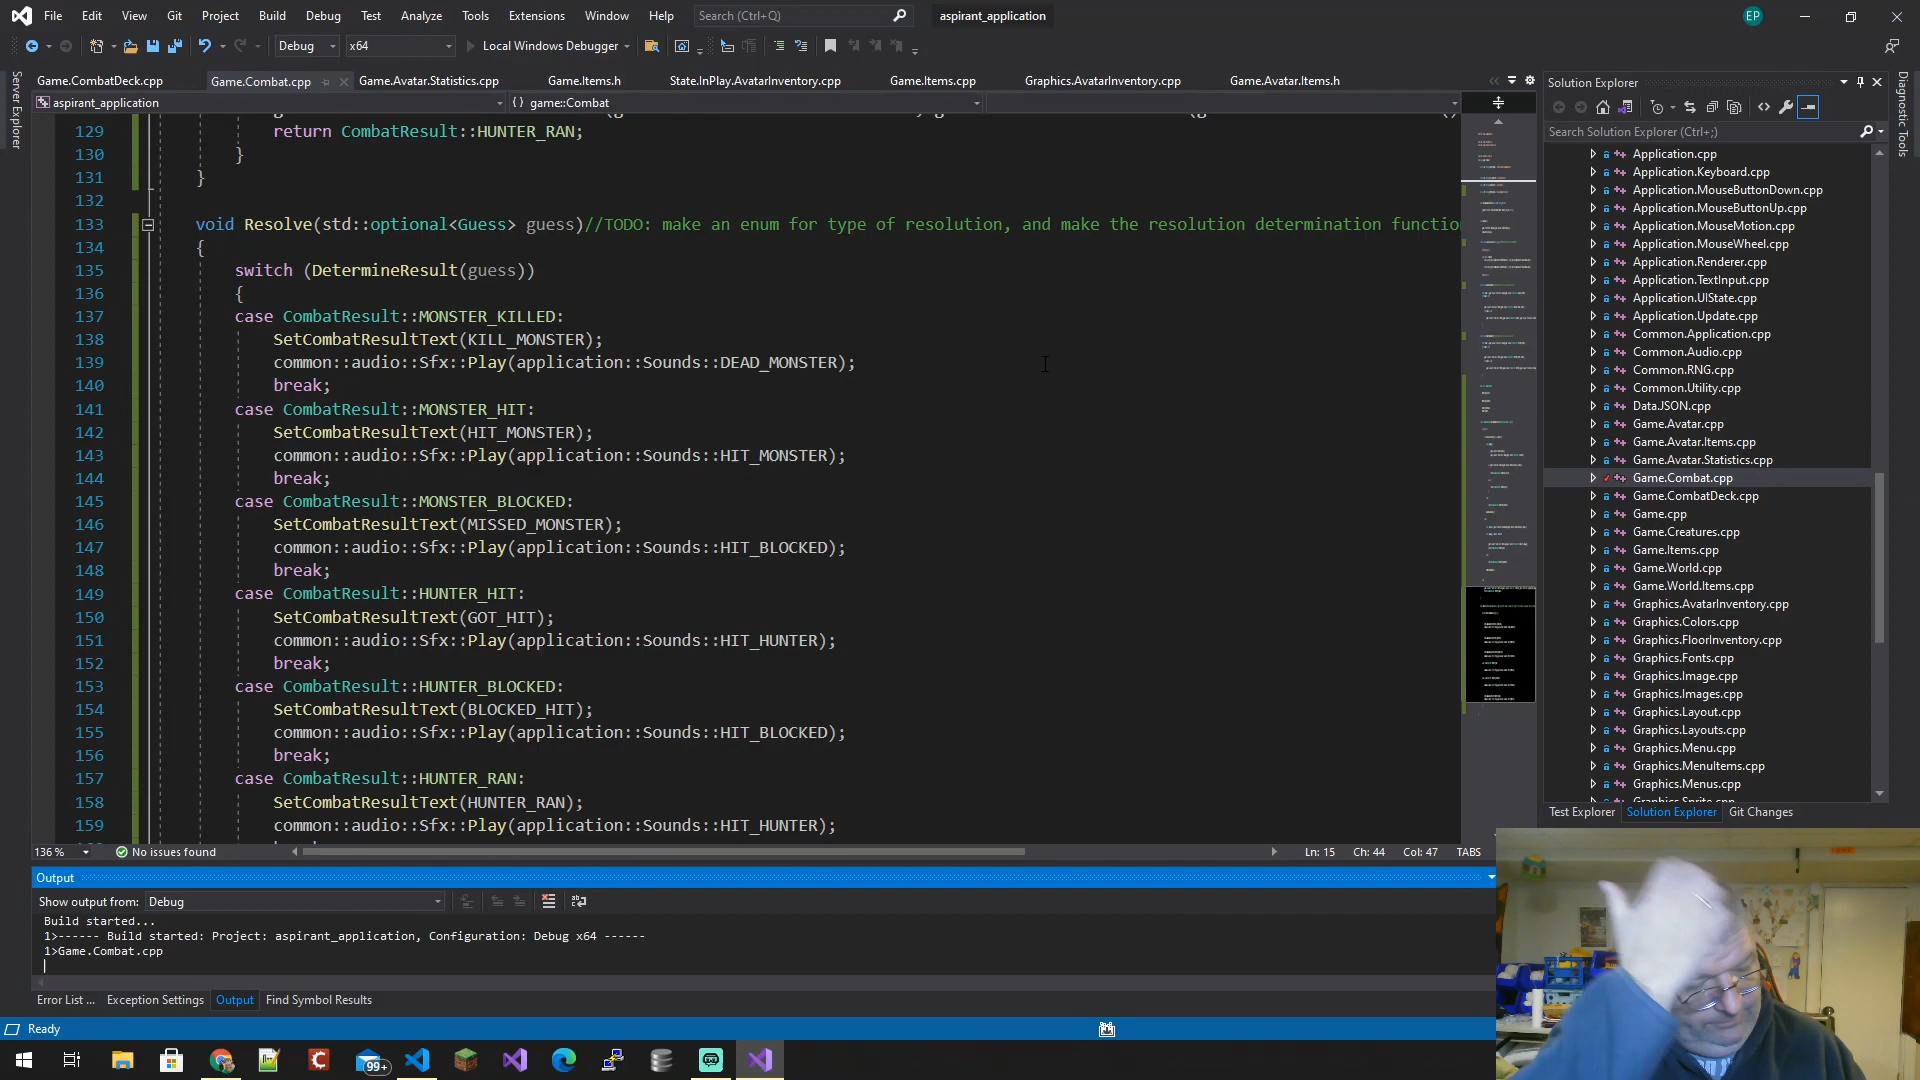 File Edit View Git Project Build Debug Test Analyze Tools Extensions Window Help Search (Ctrl+Q) aspirant_application EP
Debug x64 Local Windows Debugger
Game.CombatDeck.cpp Game.Combat.cpp Game.Avatar.Statistics.cpp Game.Items.h State.InPlay.AvatarInventory.cpp Game.Items.cpp Graphics.AvatarInventory.cpp Game.Avatar.Items.h
aspirant_application {} game::Combat
Server Explorer
129 return CombatResult::HUNTER_RAN;
130 }
131 }
132
133 void Resolve(std::optional<Guess> guess)//TODO: make an enum for type of resolution, and make the resolution determination functio
134 {
135 switch (DetermineResult(guess))
136 {
137 case CombatResult::MONSTER_KILLED:
138 SetCombatResultText(KILL_MONSTER);
139 common::audio::Sfx::Play(application::Sounds::DEAD_MONSTER);
140 break;
141 case CombatResult::MONSTER_HIT:
142 SetCombatResultText(HIT_MONSTER);
143 common::audio::Sfx::Play(application::Sounds::HIT_MONSTER);
144 break;
145 case CombatResult::MONSTER_BLOCKED:
146 SetCombatResultText(MISSED_MONSTER);
147 common::audio::Sfx::Play(application::Sounds::HIT_BLOCKED);
148 break;
149 case CombatResult::HUNTER_HIT:
150 SetCombatResultText(GOT_HIT);
151 common::audio::Sfx::Play(application::Sounds::HIT_HUNTER);
152 break;
153 case CombatResult::HUNTER_BLOCKED:
154 SetCombatResultText(BLOCKED_HIT);
155 common::audio::Sfx::Play(application::Sounds::HIT_BLOCKED);
156 break;
157 case CombatResult::HUNTER_RAN:
158 SetCombatResultText(HUNTER_RAN);
159 common::audio::Sfx::Play(application::Sounds::HIT_HUNTER);
136 % No issues found Ln: 15 Ch: 44 Col: 47 TABS
Output
Show output from: Debug
Build started...
1>------ Build started: Project: aspirant_application, Configuration: Debug x64 ------
1>Game.Combat.cpp
Error List ... Exception Settings Output Find Symbol Results
Ready
99+
Solution Explorer
Search Solution Explorer (Ctrl+;)
Application.cpp
Application.Keyboard.cpp
Application.MouseButtonDown.cpp
Application.MouseButtonUp.cpp
Application.MouseMotion.cpp
Application.MouseWheel.cpp
Application.Renderer.cpp
Application.TextInput.cpp
Application.UIState.cpp
Application.Update.cpp
Common.Application.cpp
Common.Audio.cpp
Common.RNG.cpp
Common.Utility.cpp
Data.JSON.cpp
Game.Avatar.cpp
Game.Avatar.Items.cpp
Game.Avatar.Statistics.cpp
Game.Combat.cpp
Game.CombatDeck.cpp
Game.cpp
Game.Creatures.cpp
Game.Items.cpp
Game.World.cpp
Game.World.Items.cpp
Graphics.AvatarInventory.cpp
Graphics.Colors.cpp
Graphics.FloorInventory.cpp
Graphics.Fonts.cpp
Graphics.Image.cpp
Graphics.Images.cpp
Graphics.Layout.cpp
Graphics.Layouts.cpp
Graphics.Menu.cpp
Graphics.MenuItems.cpp
Graphics.Menus.cpp
Graphics.Sprite.cpp
Test Explorer Solution Explorer Git Changes
Diagnostic Tools